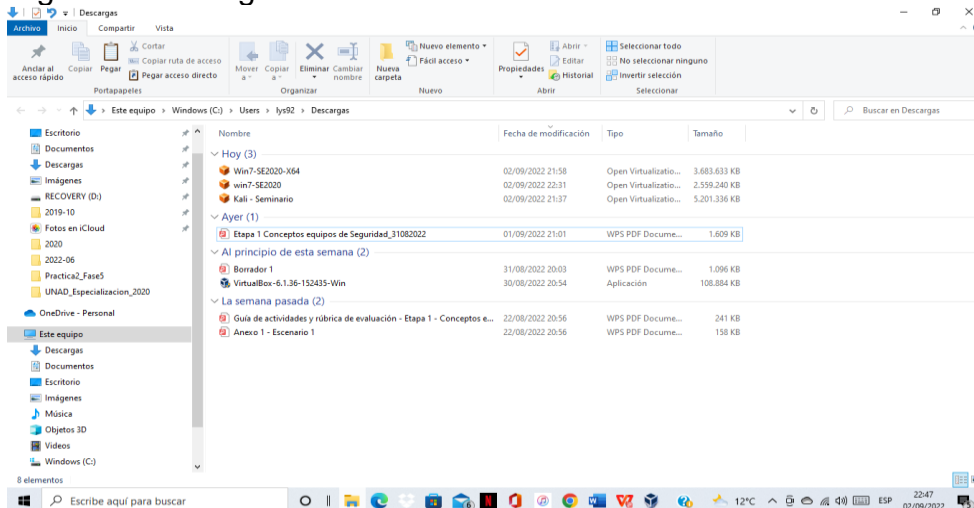 Descargas
Archivo Inicio Compartir Vista
Anclar al acceso rápido
Copiar
Pegar
Cortar
Copiar ruta de acceso
Pegar acceso directo
Portapapeles
Mover a
Copiar a
Eliminar
Cambiar nombre
Organizar
Nueva carpeta
Nuevo elemento
Fácil acceso
Nuevo
Propiedades
Abrir
Editar
Historial
Abrir
Seleccionar todo
No seleccionar ninguno
Invertir selección
Seleccionar
Este equipo > Windows (C:) > Users > lys92 > Descargas
Buscar en Descargas
Escritorio
Documentos
Descargas
Imágenes
RECOVERY (D:)
2019-10
Fotos en iCloud
2020
2022-06
Practica2_Fase5
UNAD_Especializacion_2020
OneDrive - Personal
Este equipo
Descargas
Documentos
Escritorio
Imágenes
Música
Objetos 3D
Videos
Windows (C:)
Nombre Fecha de modificación Tipo Tamaño
Hoy (3)
Win7-SE2020-X64 02/09/2022 21:58 Open Virtualizatio... 3.683.633 KB
win7-SE2020 02/09/2022 22:31 Open Virtualizatio... 2.559.240 KB
Kali - Seminario 02/09/2022 21:37 Open Virtualizatio... 5.201.336 KB
Ayer (1)
Etapa 1 Conceptos equipos de Seguridad_31082022 01/09/2022 21:01 WPS PDF Docume... 1.609 KB
Al principio de esta semana (2)
Borrador 1 31/08/2022 20:03 WPS PDF Docume... 1.096 KB
VirtualBox-6.1.36-152435-Win 30/08/2022 20:54 Aplicación 108.884 KB
La semana pasada (2)
Guía de actividades y rúbrica de evaluación - Etapa 1 - Conceptos e... 22/08/2022 20:56 WPS PDF Docume... 241 KB
Anexo 1 - Escenario 1 22/08/2022 20:56 WPS PDF Docume... 158 KB
8 elementos
Escribe aquí para buscar
12°C
ESP
22:47
02/09/2022